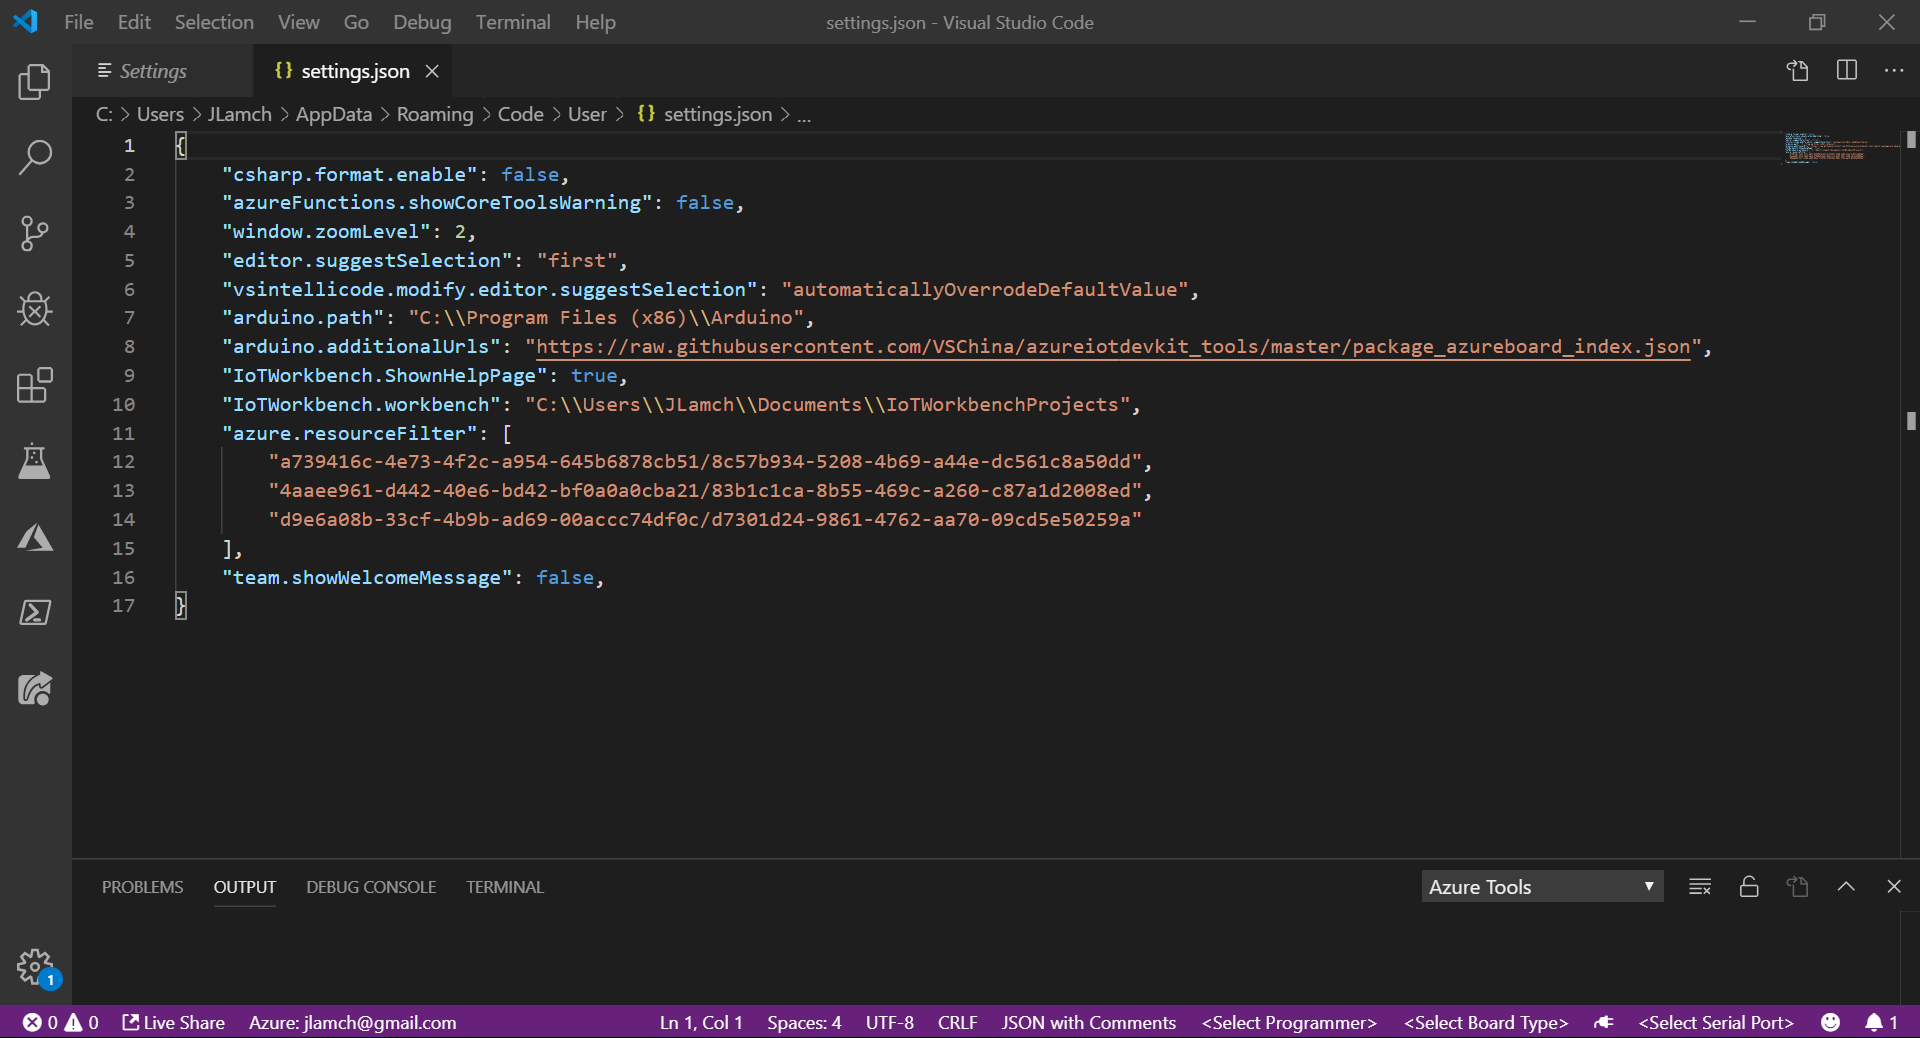 File Edit Selection View Go Debug Terminal Help settings.json - Visual Studio Code
Settings settings.json
C: > Users > JLamch > AppData > Roaming > Code > User > {} settings.json > ...
1 {
2 "csharp.format.enable": false,
3 "azureFunctions.showCoreToolsWarning": false,
4 "window.zoomLevel": 2,
5 "editor.suggestSelection": "first",
6 "vsintellicode.modify.editor.suggestSelection": "automaticallyOverrodeDefaultValue",
7 "arduino.path": "C:\\Program Files (x86)\\Arduino",
8 "arduino.additionalUrls": "https://raw.githubusercontent.com/VSChina/azureiotdevkit_tools/master/package_azureboard_index.json",
9 "IoTWorkbench.ShownHelpPage": true,
10 "IoTWorkbench.workbench": "C:\\Users\\JLamch\\Documents\\IoTWorkbenchProjects",
11 "azure.resourceFilter": [
12 "a739416c-4e73-4f2c-a954-645b6878cb51/8c57b934-5208-4b69-a44e-dc561c8a50dd",
13 "4aaee961-d442-40e6-bd42-bf0a0a0cba21/83b1c1ca-8b55-469c-a260-c87a1d2008ed",
14 "d9e6a08b-33cf-4b9b-ad69-00accc74df0c/d7301d24-9861-4762-aa70-09cd5e50259a"
15 ],
16 "team.showWelcomeMessage": false,
17 }
PROBLEMS OUTPUT DEBUG CONSOLE TERMINAL Azure Tools
1
0 0 Live Share Azure: jlamch@gmail.com Ln 1, Col 1 Spaces: 4 UTF-8 CRLF JSON with Comments <Select Programmer> <Select Board Type> <Select Serial Port> 1